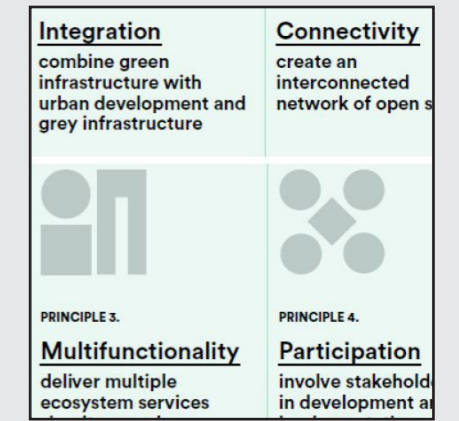 Integration
combine green
infrastructure with
urban development and
grey infrastructure
Connectivity
create an
interconnected
network of open s
PRINCIPLE 3.
Multifunctionality
deliver multiple
ecosystem services
PRINCIPLE 4.
Participation
involve stakehold
in development a